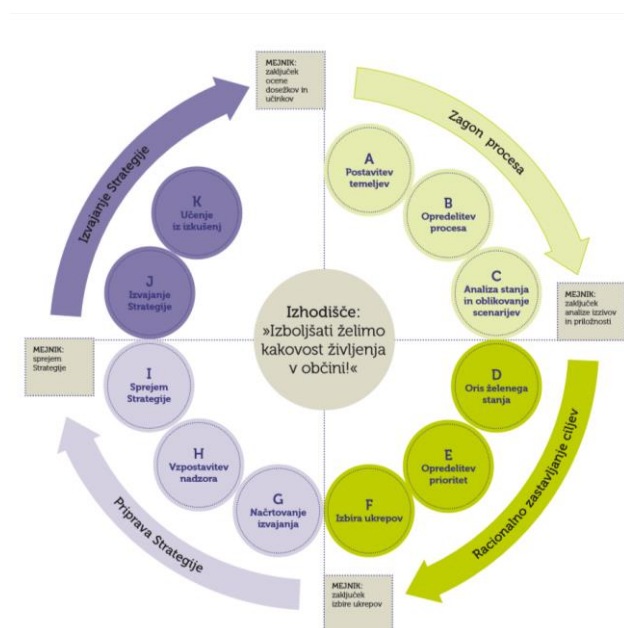 MEJNIK:
zaključek
ocene
dosežkov in
učinkov
Zagon procesa
A
Postavitev
temeljev
B
Opredelitev
procesa
C
Analiza stanja
in oblikovanje
scenarijev
MEJNIK:
zaključek
analize izzivov
in priložnosti
D
Oris želenega
stanja
E
Opredelitev
prioritet
F
Izbira ukrepov
Racionalno zastavljanje ciljev
MEJNIK:
zaključek
izbire ukrepov
G
Načrtovanje
izvajanja
H
Vzpostavitev
nadzora
I
Sprejem
Strategije
Priprava Strategije
MEJNIK:
sprejem
Strategije
J
Izvajanje
Strategije
K
Učenje
iz izkušenj
Izvajanje Strategije
Izhodišče:
»Izboljšati želimo
kakovost življenja
v občini!«